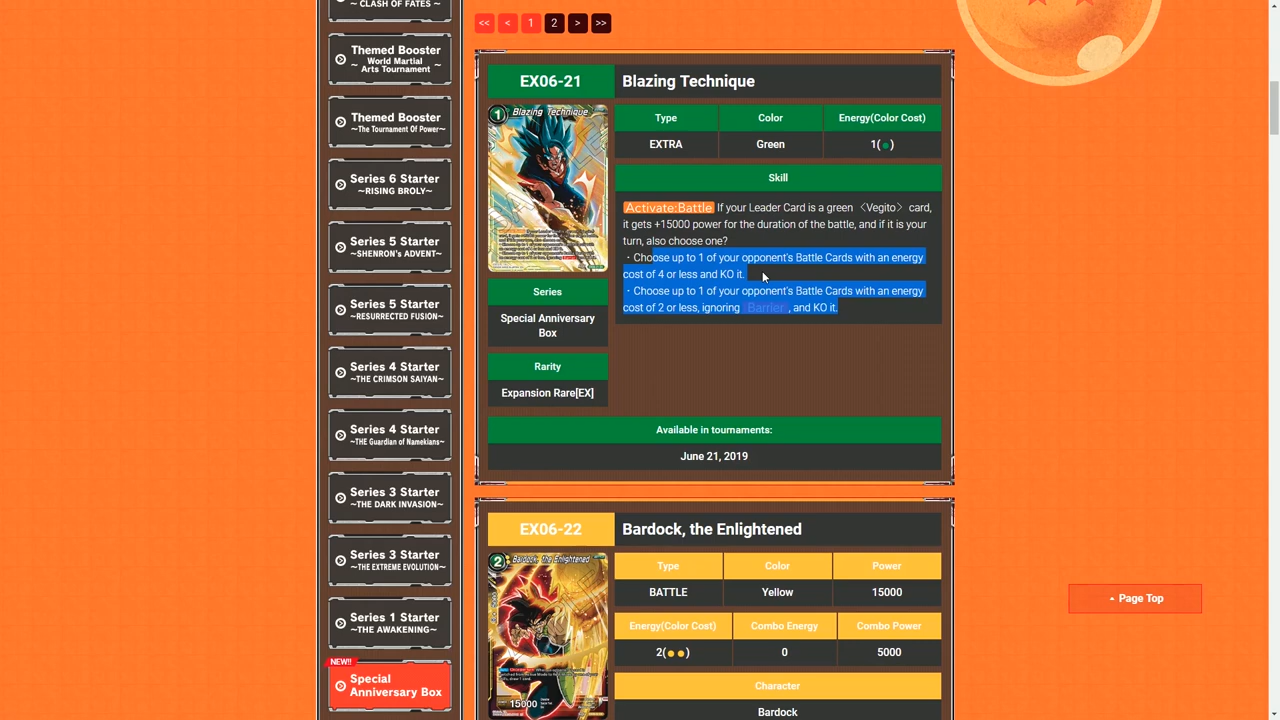 ~ CLASH OF FATES ~
Themed Booster
World Martial
~ Arts Tournament ~
Themed Booster
~The Tournament Of Power~
Series 6 Starter
~RISING BROLY~
Series 5 Starter
~SHENRON's ADVENT~
Series 5 Starter
~RESURRECTED FUSION~
Series 4 Starter
~THE CRIMSON SAIYAN~
Series 4 Starter
~THE Guardian of Namekians~
Series 3 Starter
~THE DARK INVASION~
Series 3 Starter
~THE EXTREME EVOLUTION~
Series 1 Starter
~THE AWAKENING~
NEW!!
Special
Anniversary Box
<< < 1 2 > >>
EX06-21 Blazing Technique
1 Blazing Technique
Type Color Energy(Color Cost)
EXTRA Green 1(●)
Skill
Activate:Battle If your Leader Card is a green 〈Vegito〉 card,
it gets +15000 power for the duration of the battle, and if it is your
turn, also choose one?
・Choose up to 1 of your opponent's Battle Cards with an energy
cost of 4 or less and KO it.
・Choose up to 1 of your opponent's Battle Cards with an energy
cost of 2 or less, ignoring Barrier, and KO it.
Series
Special Anniversary
Box
Rarity
Expansion Rare[EX]
Available in tournaments:
June 21, 2019
EX06-22 Bardock, the Enlightened
2 Bardock, the Enlightened
15000
Type Color Power
BATTLE Yellow 15000
Energy(Color Cost) Combo Energy Combo Power
2(●●) 0 5000
Character
Bardock
Page Top